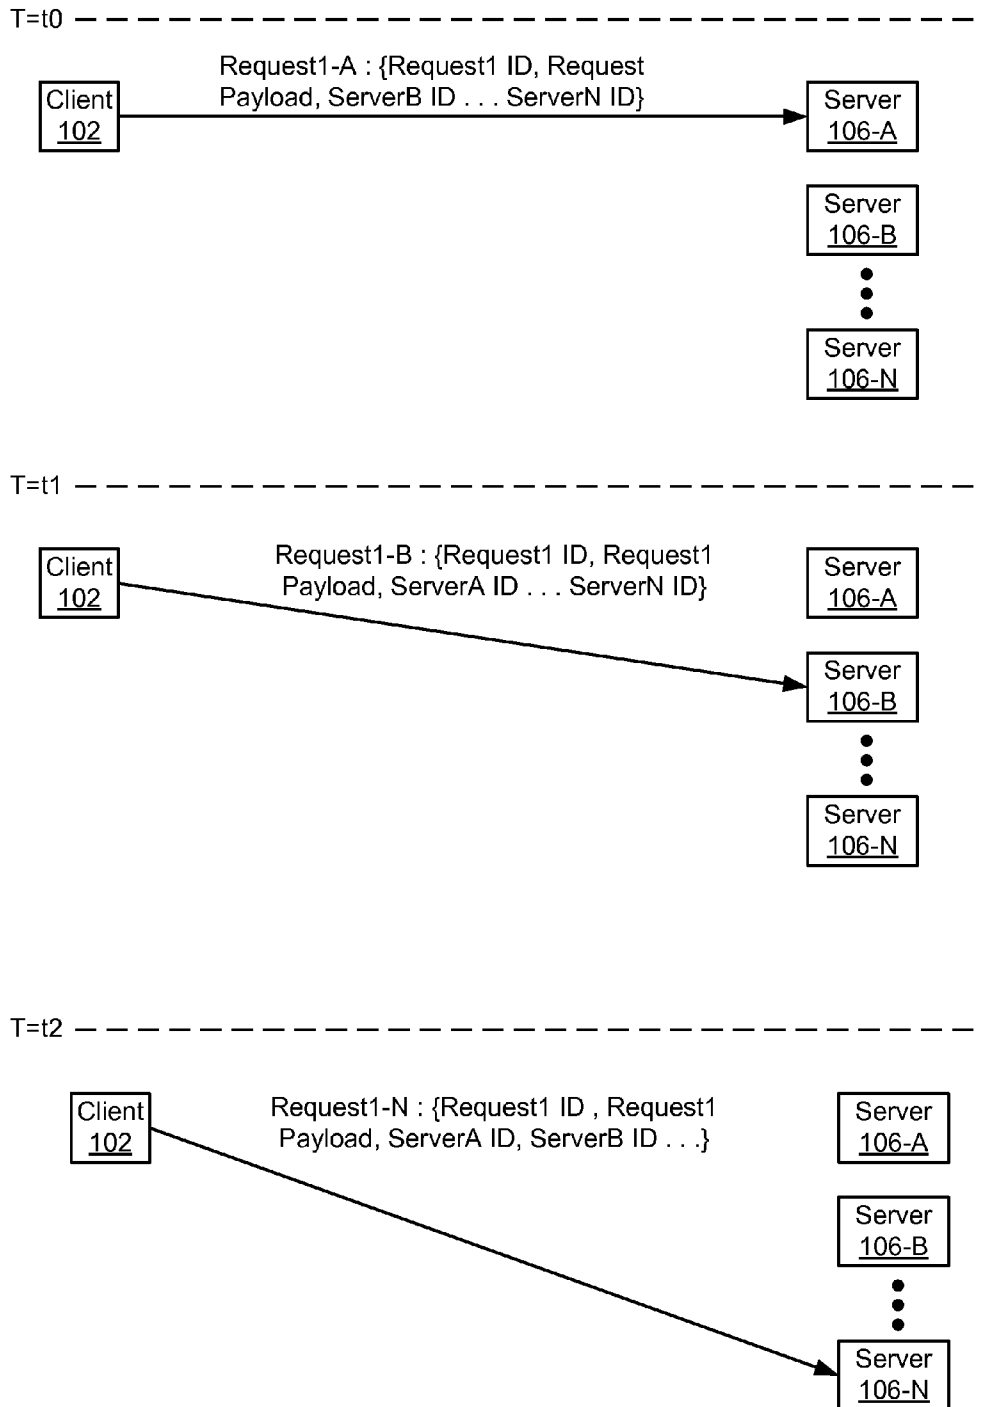 T=t0
Request1-A : {Request1 ID, Request
Payload, ServerB ID . . . ServerN ID}
Client
102
Server
106-A
Server
106-B
Server
106-N
T=t1
Request1-B : {Request1 ID, Request1
Payload, ServerA ID . . . ServerN ID}
Client
102
Server
106-A
Server
106-B
Server
106-N
T=t2
Request1-N : {Request1 ID , Request1
Payload, ServerA ID, ServerB ID . . .}
Client
102
Server
106-A
Server
106-B
Server
106-N